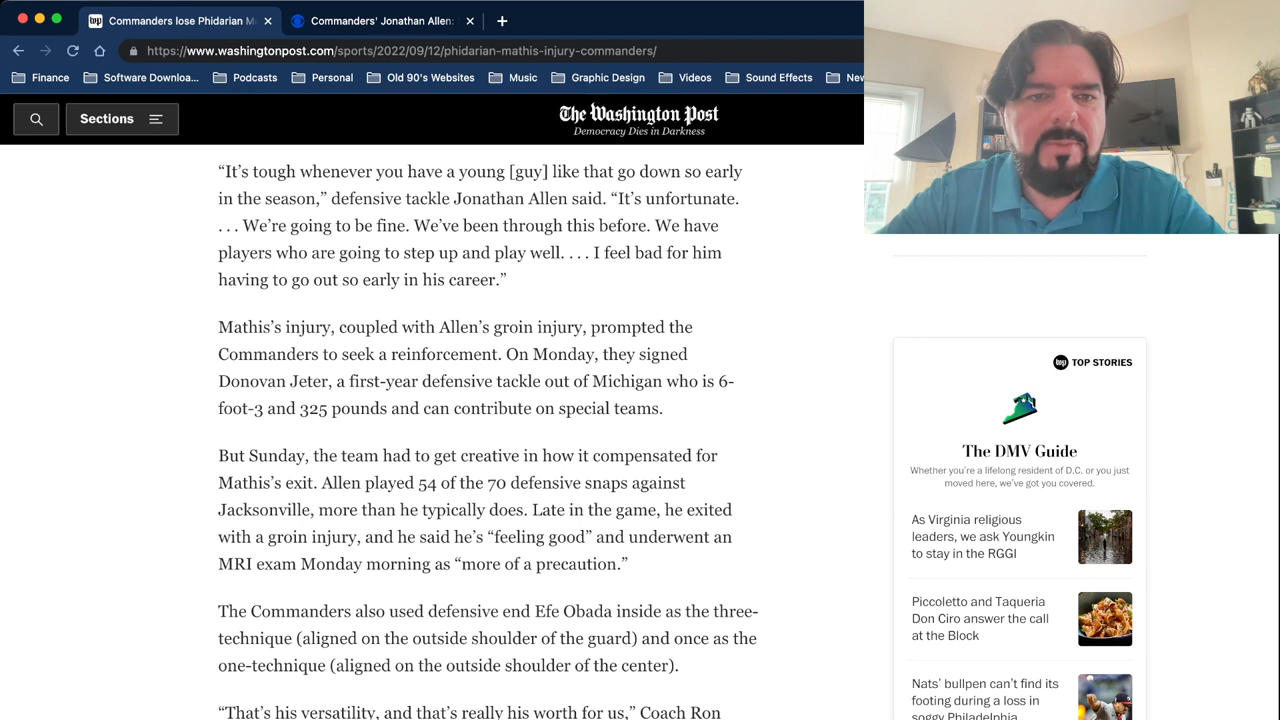 Commanders lose Phidarian M
Commanders' Jonathan Allen:
https://www.washingtonpost.com/sports/2022/09/12/phidarian-mathis-injury-commanders/
Finance
Software Downloa...
Podcasts
Personal
Old 90's Websites
Music
Graphic Design
Videos
Sound Effects
New
Sections
The Washington Post
Democracy Dies in Darkness
“It’s tough whenever you have a young [guy] like that go down so early
in the season,” defensive tackle Jonathan Allen said. “It’s unfortunate.
. . . We’re going to be fine. We’ve been through this before. We have
players who are going to step up and play well. . . . I feel bad for him
having to go out so early in his career.”
Mathis’s injury, coupled with Allen’s groin injury, prompted the
Commanders to seek a reinforcement. On Monday, they signed
Donovan Jeter, a first-year defensive tackle out of Michigan who is 6-
foot-3 and 325 pounds and can contribute on special teams.
But Sunday, the team had to get creative in how it compensated for
Mathis’s exit. Allen played 54 of the 70 defensive snaps against
Jacksonville, more than he typically does. Late in the game, he exited
with a groin injury, and he said he’s “feeling good” and underwent an
MRI exam Monday morning as “more of a precaution.”
The Commanders also used defensive end Efe Obada inside as the three-
technique (aligned on the outside shoulder of the guard) and once as the
one-technique (aligned on the outside shoulder of the center).
“That’s his versatility, and that’s really his worth for us,” Coach Ron
wp TOP STORIES
The DMV Guide
Whether you’re a lifelong resident of D.C. or you just
moved here, we’ve got you covered.
As Virginia religious
leaders, we ask Youngkin
to stay in the RGGI
Piccoletto and Taqueria
Don Ciro answer the call
at the Block
Nats’ bullpen can’t find its
footing during a loss in
soggy Philadelphia